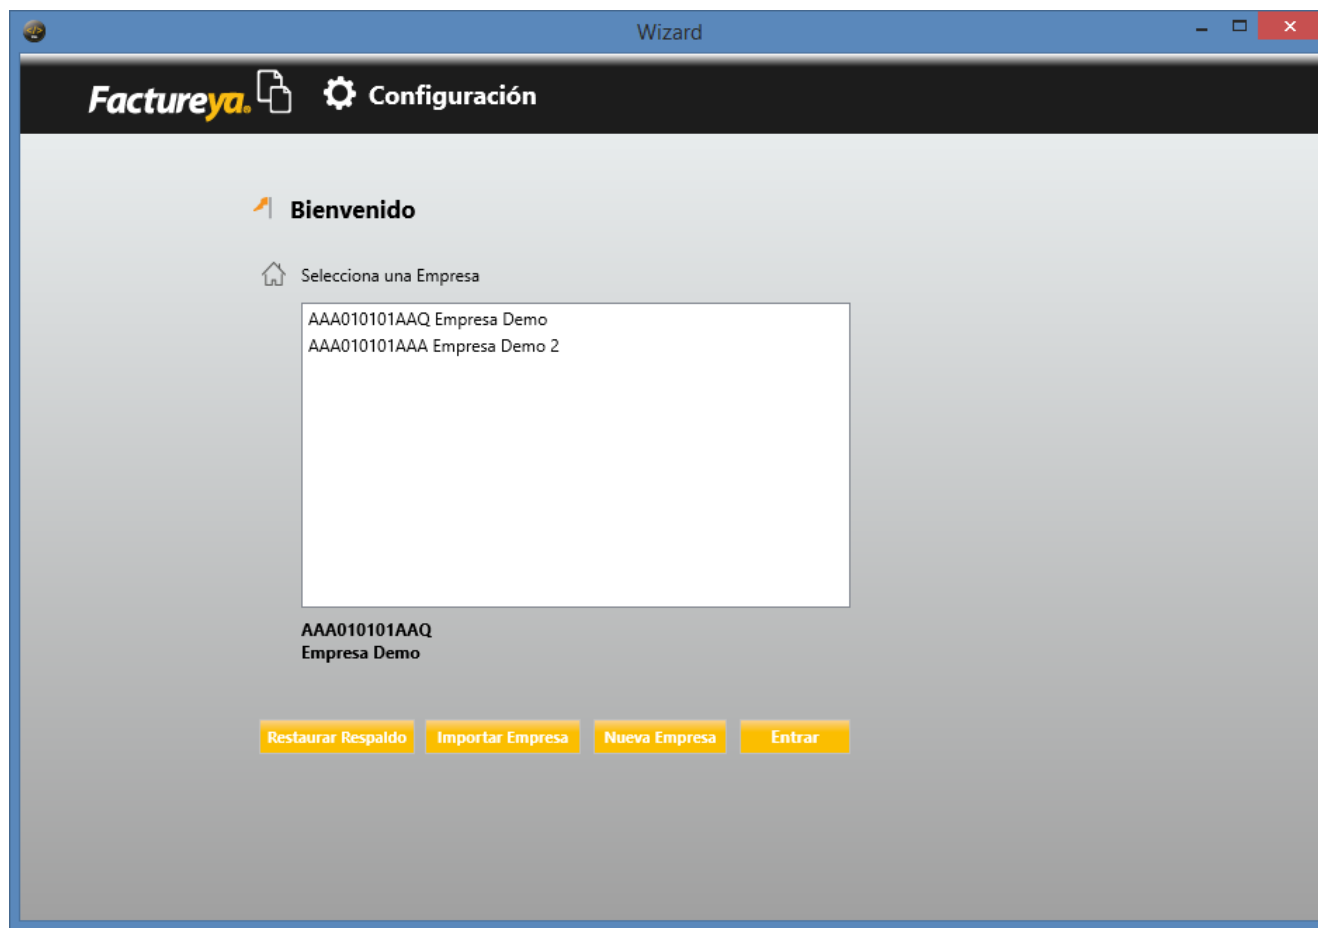 Wizard
Factureya.
Configuración
Bienvenido
Selecciona una Empresa
AAA010101AAQ Empresa Demo
AAA010101AAA Empresa Demo 2
AAA010101AAQ
Empresa Demo
Restaurar Respaldo Importar Empresa Nueva Empresa Entrar